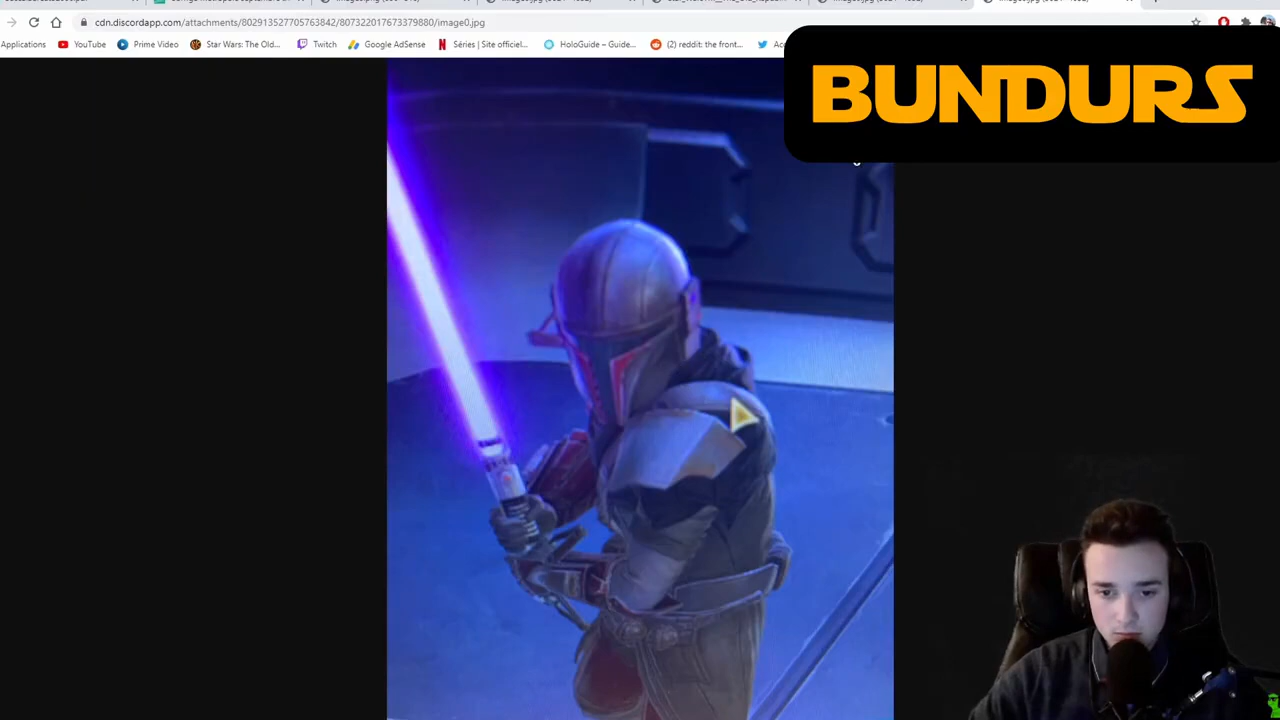 cdn.discordapp.com/attachments/802913527705763842/807322017673379880/image0.jpg
Applications YouTube Prime Video Star Wars: The Old... Twitch Google AdSense Séries | Site officiel... HoloGuide – Guide... (2) reddit: the front...
BUNDURS